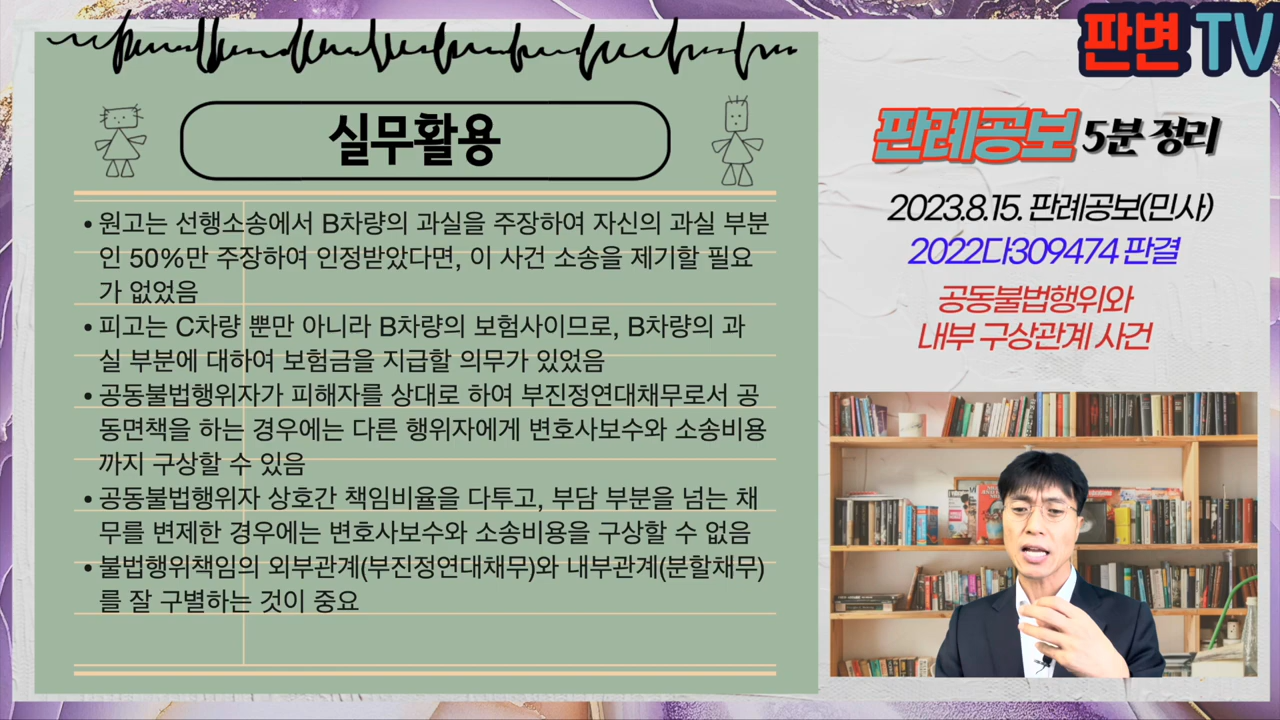 판변 TV
실무활용
• 원고는 선행소송에서 B차량의 과실을 주장하여 자신의 과실 부분
인 50%만 주장하여 인정받았다면, 이 사건 소송을 제기할 필요
가 없었음
• 피고는 C차량 뿐만 아니라 B차량의 보험사이므로, B차량의 과
실 부분에 대하여 보험금을 지급할 의무가 있었음
• 공동불법행위자가 피해자를 상대로 하여 부진정연대채무로서 공
동면책을 하는 경우에는 다른 행위자에게 변호사보수와 소송비용
까지 구상할 수 있음
• 공동불법행위자 상호간 책임비율을 다투고, 부담 부분을 넘는 채
무를 변제한 경우에는 변호사보수와 소송비용을 구상할 수 없음
• 불법행위책임의 외부관계(부진정연대채무)와 내부관계(분할채무)
를 잘 구별하는 것이 중요
판례공보 5분 정리
2023.8.15. 판례공보(민사)
2022다309474 판결
공동불법행위와
내부 구상관계 사건